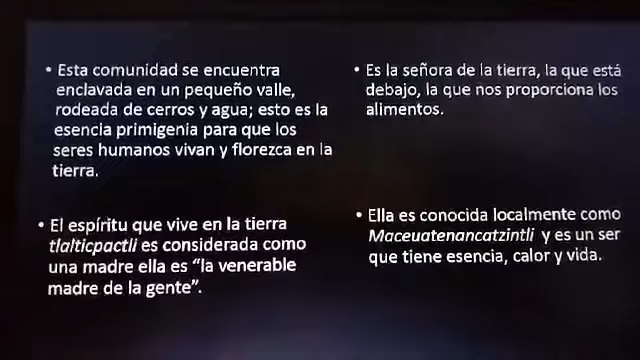 • Esta comunidad se encuentra
enclavada en un pequeño valle,
rodeada de cerros y agua; esto es la
esencia primigenia para que los
seres humanos vivan y florezca en la
tierra.
• El espíritu que vive en la tierra
tlalticpactli es considerada como
una madre ella es “la venerable
madre de la gente”.
• Es la señora de la tierra, la que está
debajo, la que nos proporciona los
alimentos.
• Ella es conocida localmente como
Maceuatenancatzintli y es un ser
que tiene esencia, calor y vida.